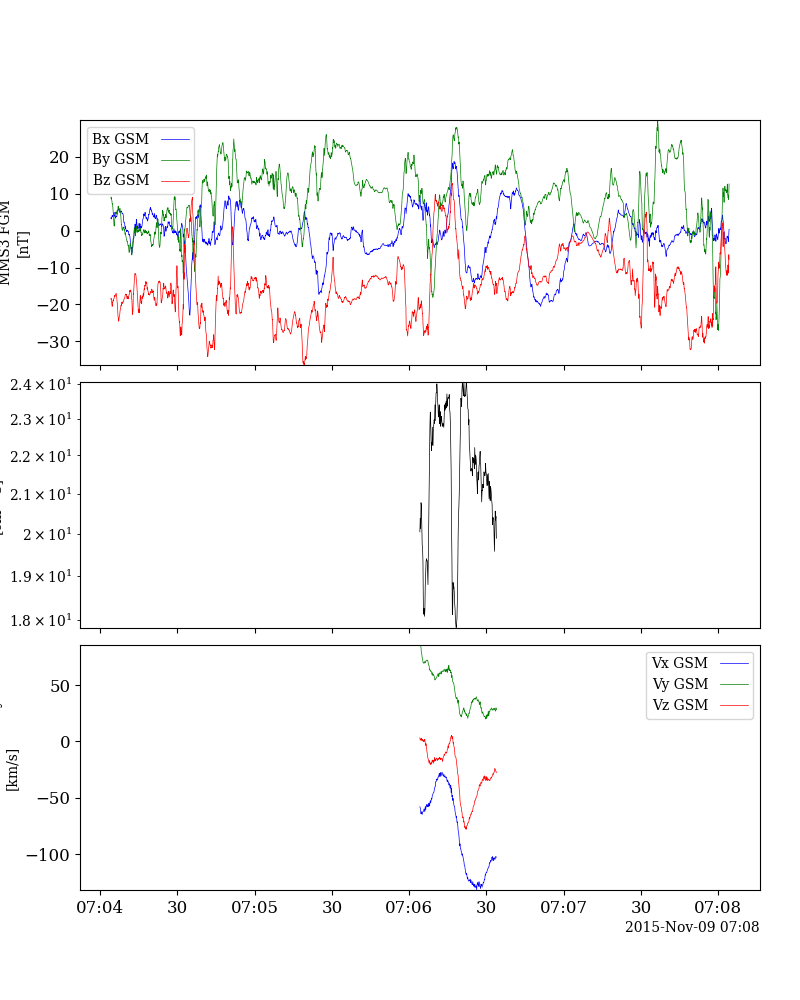 Bx GSM
By GSM
Bz GSM
20
10
0
−10
−20
−30
MMS3 FGM
[nT]
2.4 × 10¹
2.3 × 10¹
2.2 × 10¹
2.1 × 10¹
2 × 10¹
1.9 × 10¹
1.8 × 10¹
Vx GSM
Vy GSM
Vz GSM
50
0
−50
−100
[km/s]
07:04 30 07:05 30 07:06 30 07:07 30 07:08
2015-Nov-09 07:08